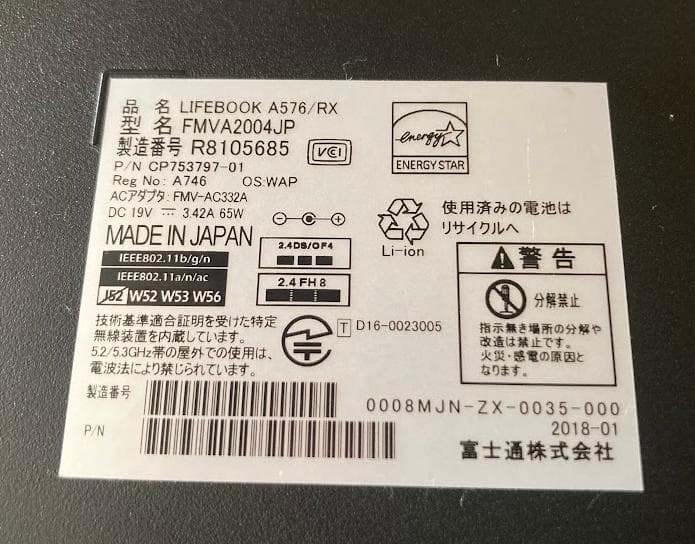 品 名 LIFEBOOK A576/RX
型 名 FMVA2004JP
製造番号 R8105685
VCCI
P/N CP753797-01
Reg No: A746 OS:WAP
ACアダプタ: FMV-AC332A
DC 19V 3.42A 65W
MADE IN JAPAN
IEEE802.11b/g/n
IEEE802.11a/n/ac
J52 W52 W53 W56
2.4DS/OF4
2.4FH8
技術基準適合証明を受けた特定
無線装置を内蔵しています。
5.2/5.3GHz帯の屋外での使用は、
電波法により禁じられています。
T D16-0023005
energy
ENERGY STAR
Li-ion
使用済みの電池は
リサイクルへ
警告
分解禁止
指示無き場所の分解や
改造は禁止です。
火災・感電の原因と
なります。
製造番号
P/N
0008MJN-ZX-0035-000
2018-01
富士通株式会社